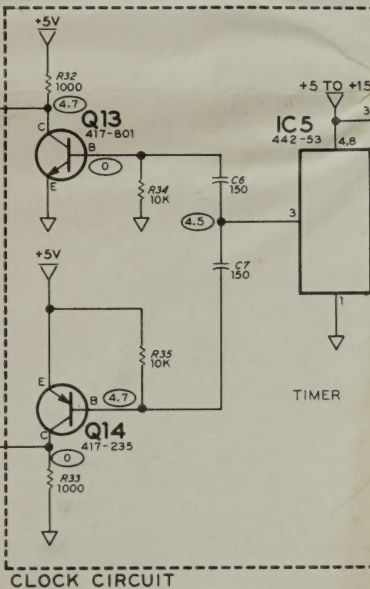 +5V
R32
1000
4.7
C
Q13
417-801
B
E
0
R34
10K
C6
150
+5 TO +15
3
IC5
442-53
4,8
3
4.5
C7
150
1
TIMER
+5V
R35
10K
E
B
4.7
C
Q14
417-235
0
R33
1000
CLOCK CIRCUIT